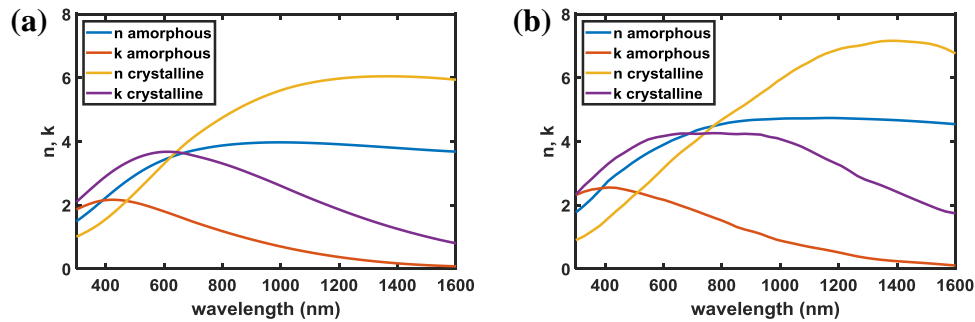 (a)
n amorphous
k amorphous
n crystalline
k crystalline
8
6
4
2
0
n, k
400 600 800 1000 1200 1400 1600
wavelength (nm)
(b)
n amorphous
k amorphous
n crystalline
k crystalline
8
6
4
2
0
n, k
400 600 800 1000 1200 1400 1600
wavelength (nm)